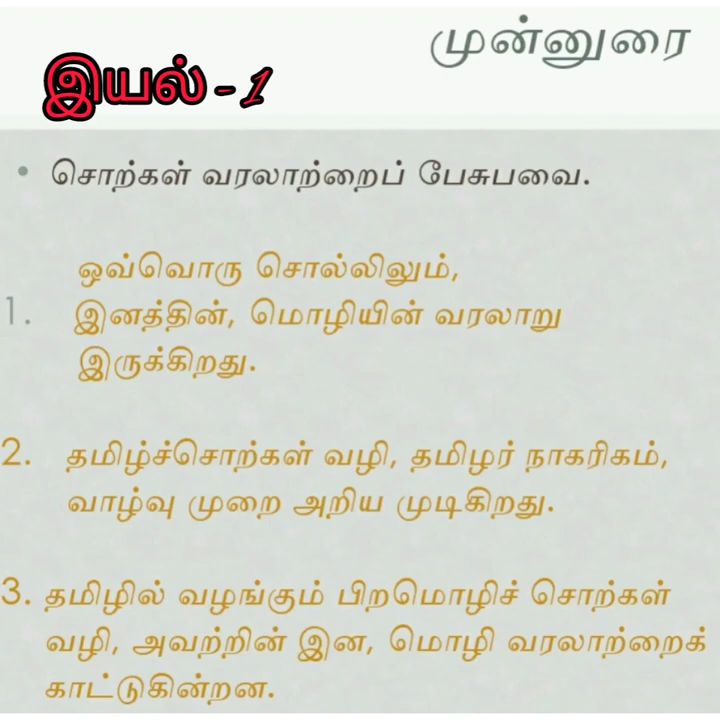 முன்னுரை
இயல் - 1
• சொற்கள் வரலாற்றைப் பேசுபவை.
ஒவ்வொரு சொல்லிலும்,
1. இனத்தின், மொழியின் வரலாறு
இருக்கிறது.
2. தமிழ்ச்சொற்கள் வழி, தமிழர் நாகரிகம்,
வாழ்வு முறை அறிய முடிகிறது.
3. தமிழில் வழங்கும் பிறமொழிச் சொற்கள்
வழி, அவற்றின் இன, மொழி வரலாற்றைக்
காட்டுகின்றன.